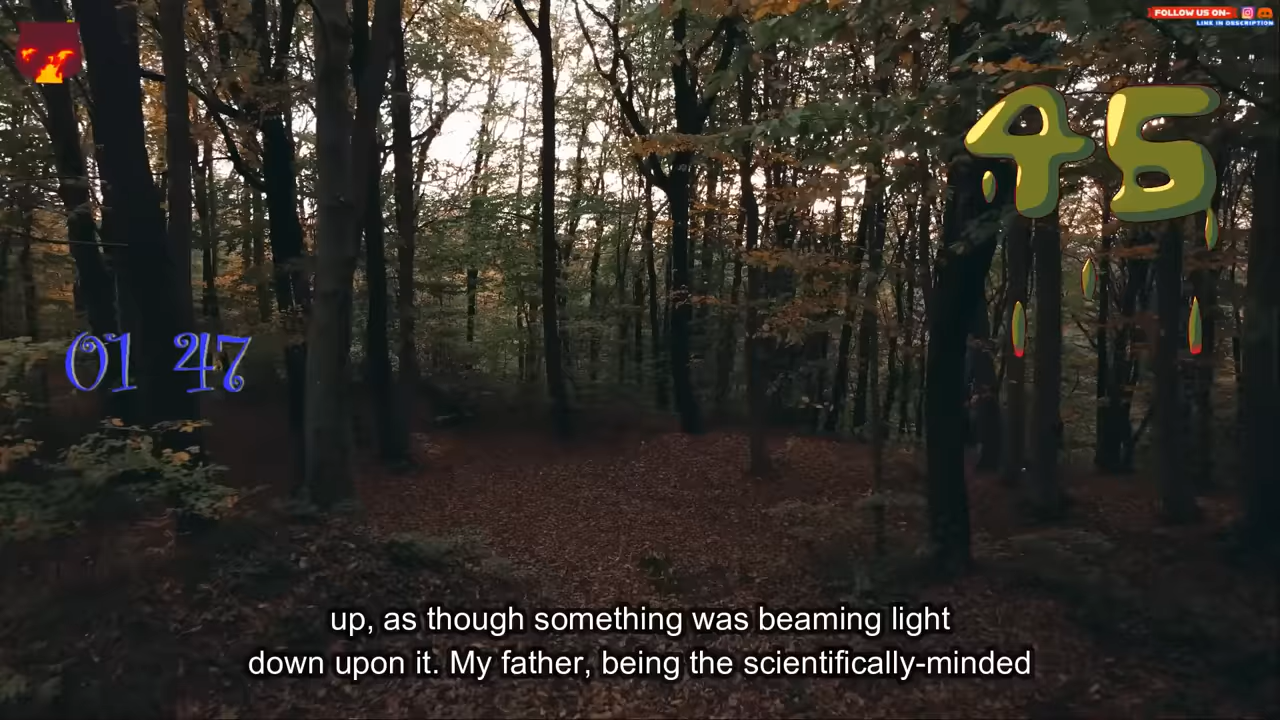 FOLLOW US ON-
LINK IN DESCRIPTION
45
01 47
up, as though something was beaming light
down upon it. My father, being the scientifically-minded